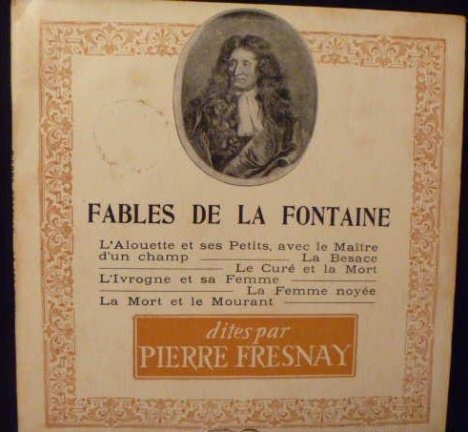 FABLES DE LA FONTAINE
L'Alouette et ses Petits, avec le Maître
d'un champ La Besace
Le Curé et la Mort
L'Ivrogne et sa Femme
La Femme noyée
La Mort et le Mourant
dites par
PIERRE FRESNAY